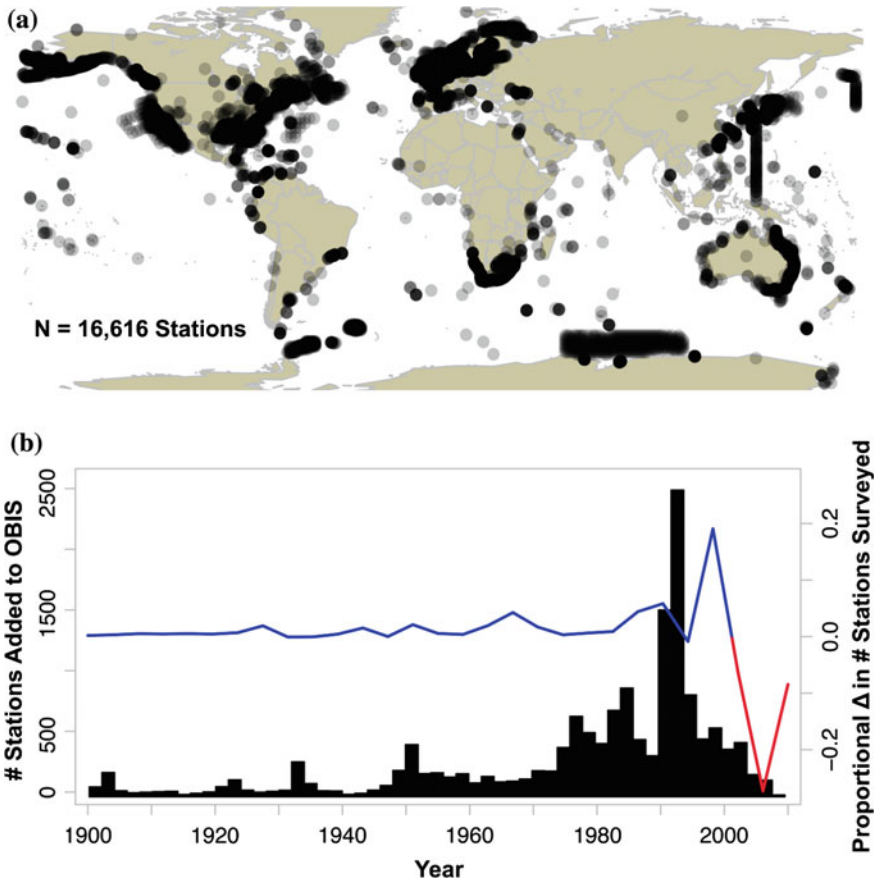 (a)
N = 16,616 Stations
(b)
# Stations Added to OBIS
2500
1500
500
0
0.2
0.0
−0.2
Proportional Δ in # Stations Surveyed
1900 1920 1940 1960 1980 2000
Year